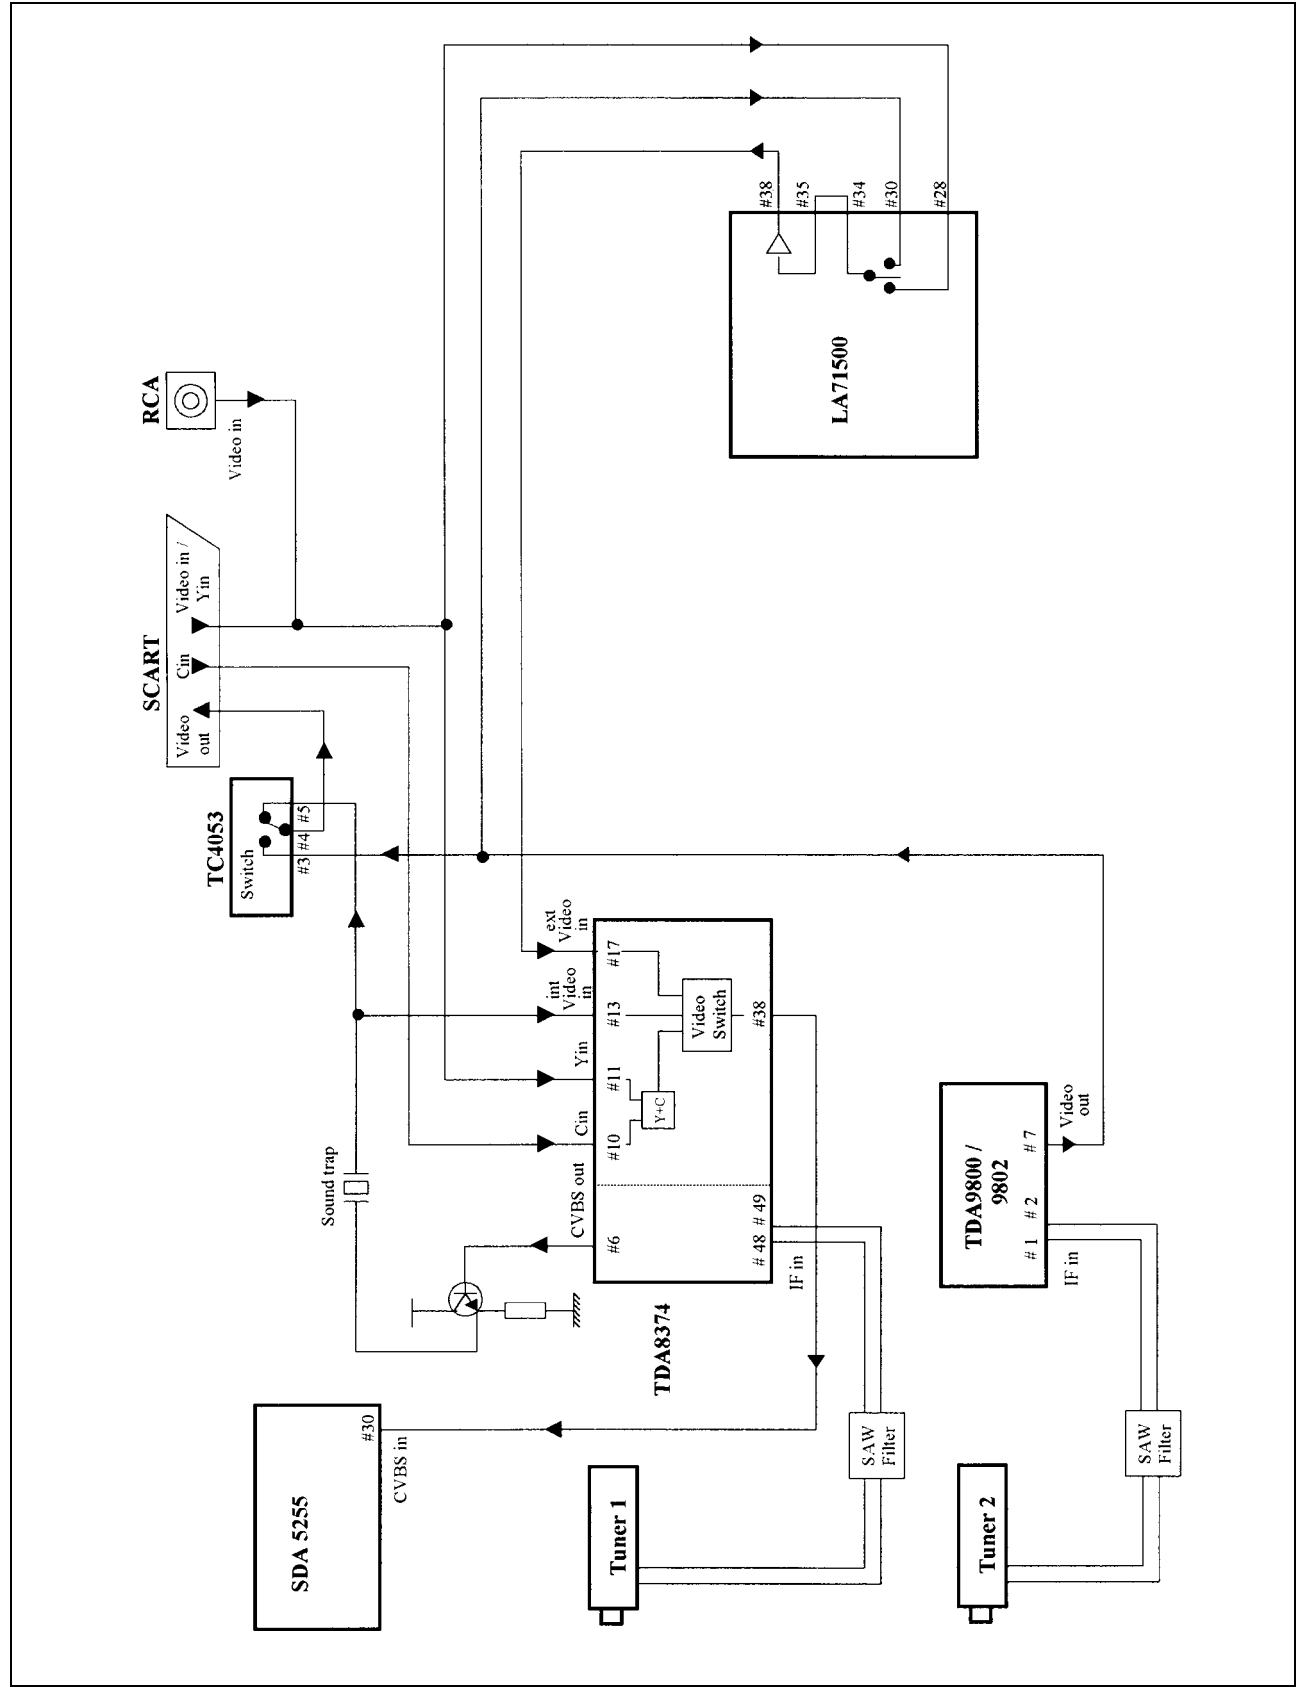 RCA
Video in
SCART
Video in /
Yin
Cin
Video
out
TC4053
Switch
#3
#4
#5
#38
#35
#34
#30
#28
LA71500
ext
Video
in
int
Video
in
Yin
Cin
CVBS out
#17
#13
#11
#10
#6
Y+C
Video
Switch
#38
# 49
# 48
IF in
TDA8374
Sound trap
SDA 5255
#30
CVBS in
Tuner 1
SAW
Filter
TDA9800 /
9802
# 7
# 2
# 1
Video
out
IF in
Tuner 2
SAW
Filter